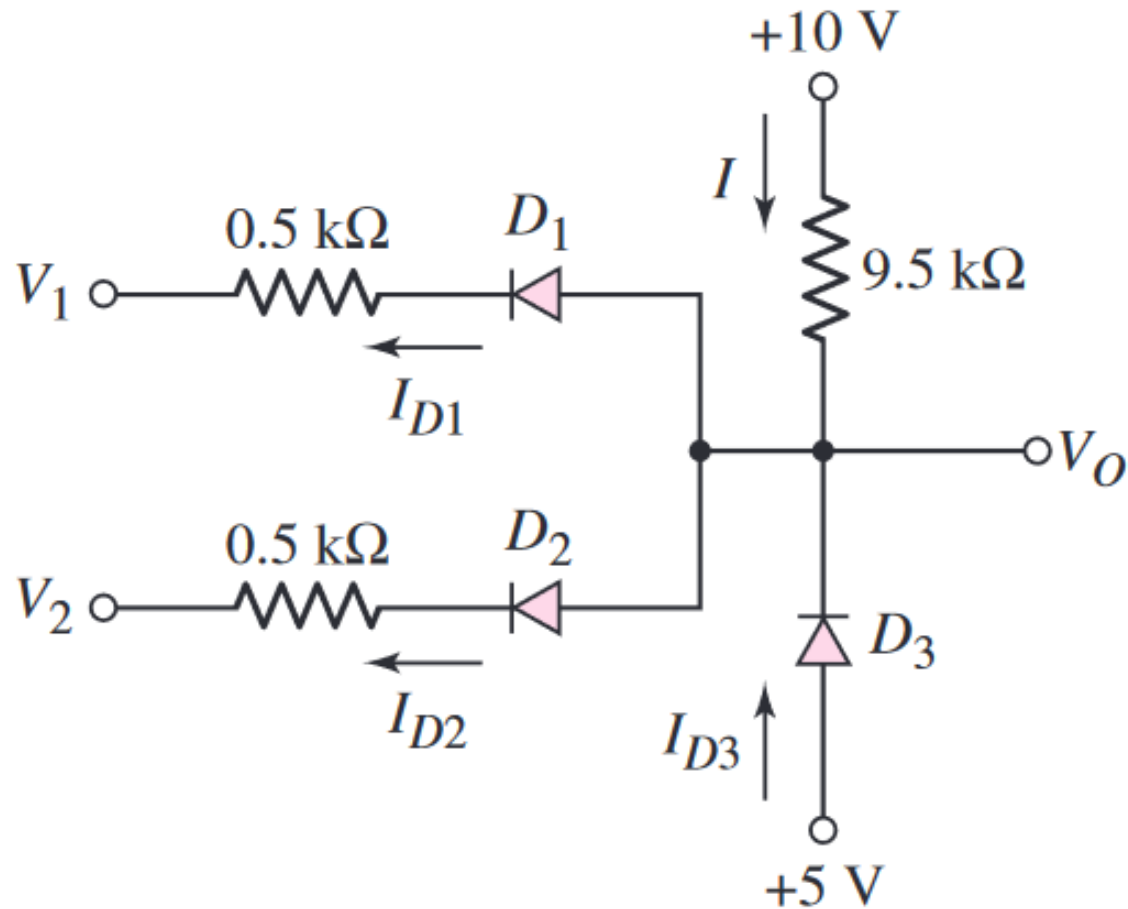 +10 V
I
0.5 kΩ
D1
9.5 kΩ
V1
ID1
VO
0.5 kΩ
D2
V2
D3
ID2
ID3
+5 V